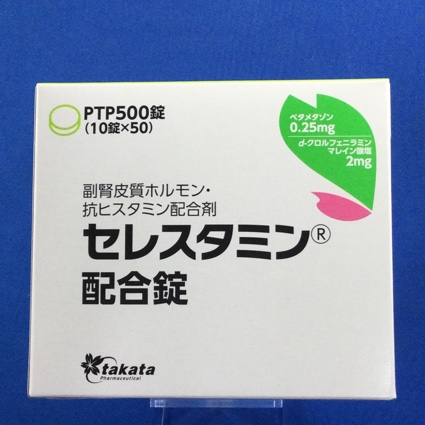 PTP500錠
(10錠×50)
ベタメタゾン
0.25mg
d-クロルフェニラミン
マレイン酸塩
2mg
副腎皮質ホルモン・
抗ヒスタミン配合剤
セレスタミン®
配合錠
takata
Pharmaceutical